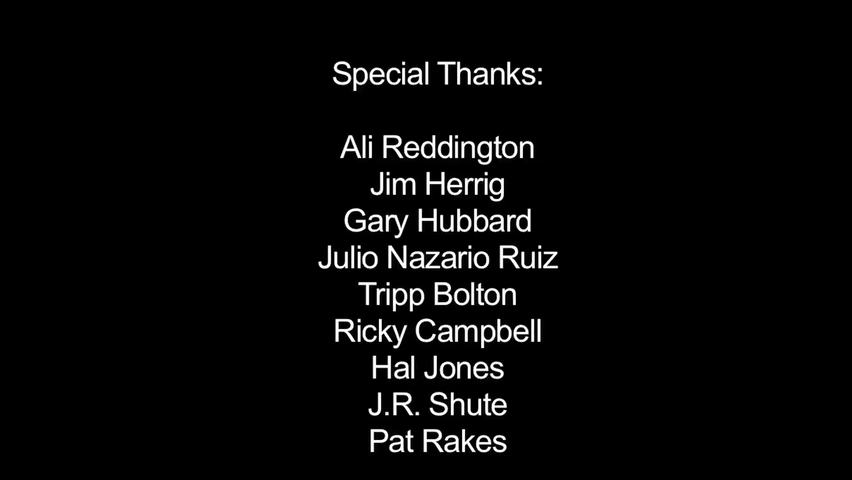 Special Thanks:
Ali Reddington
Jim Herrig
Gary Hubbard
Julio Nazario Ruiz
Tripp Bolton
Ricky Campbell
Hal Jones
J.R. Shute
Pat Rakes